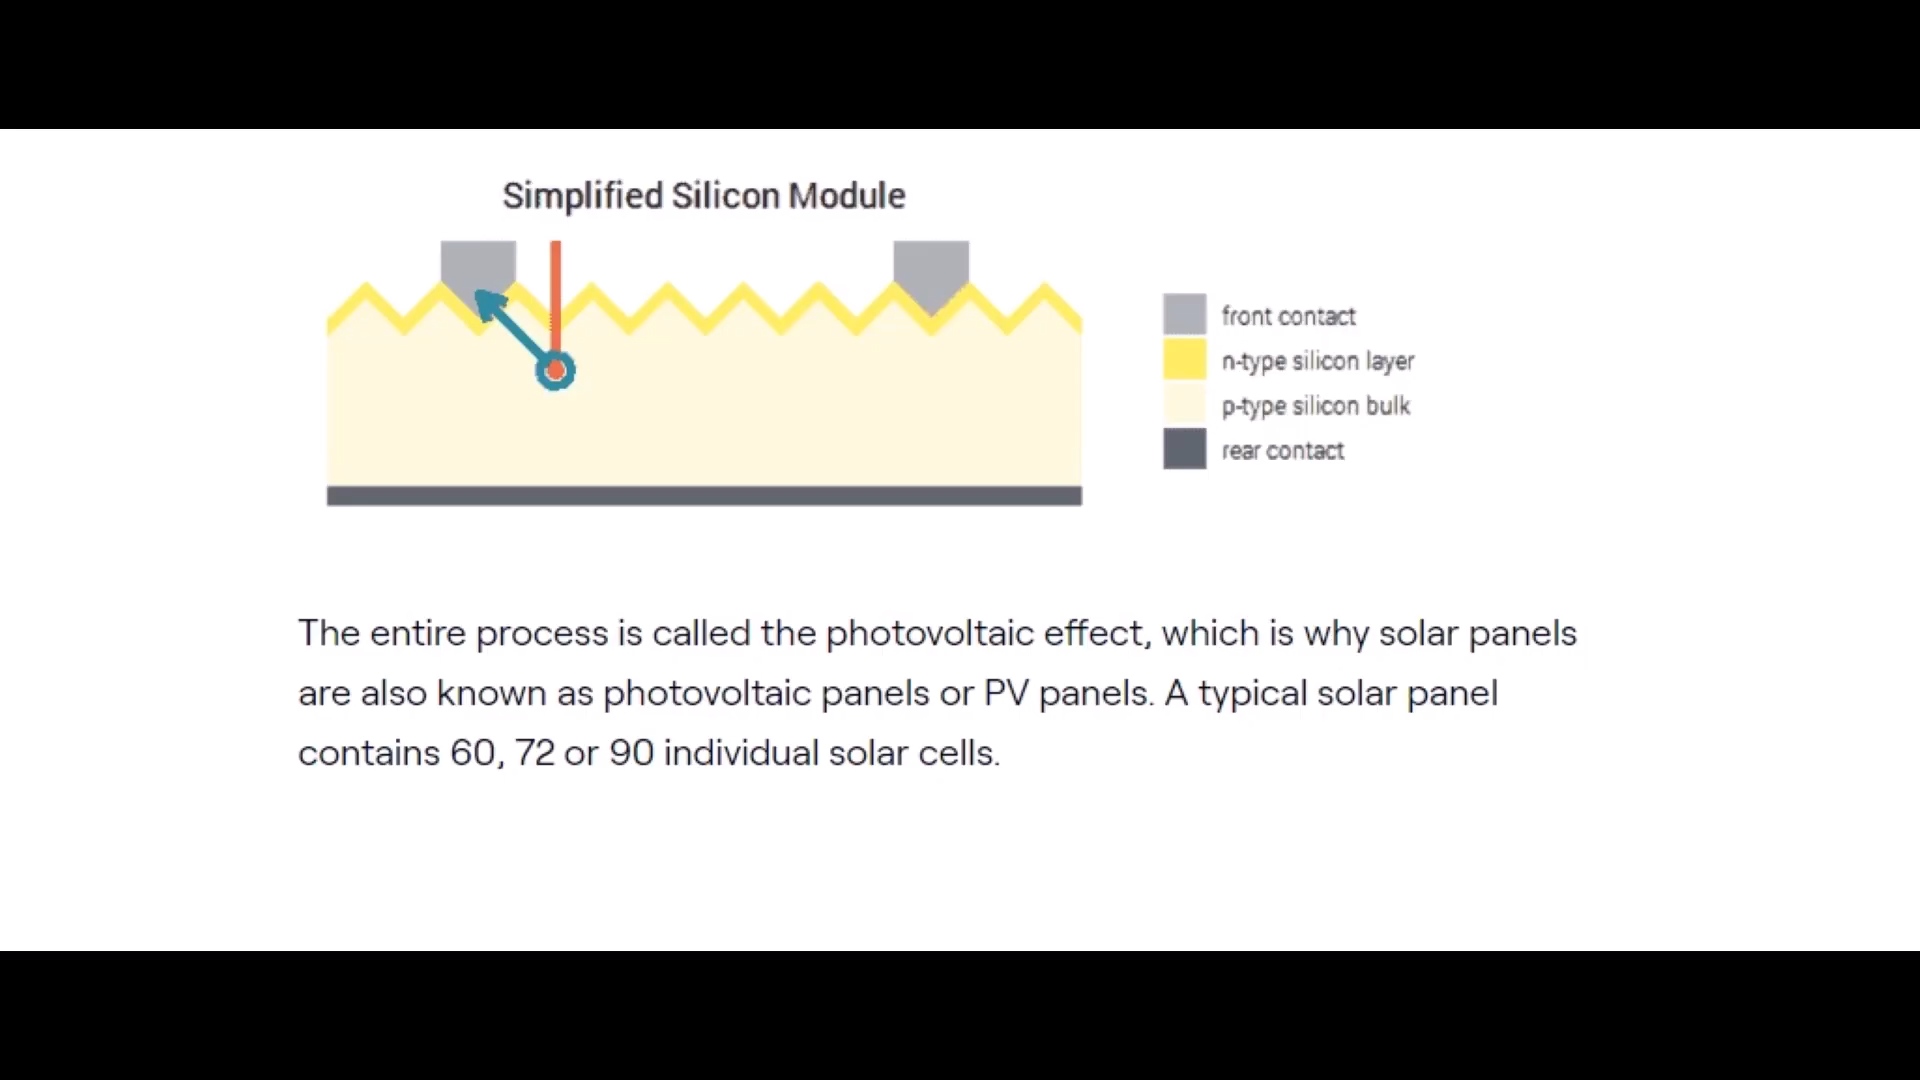 Simplified Silicon Module
front contact
n-type silicon layer
p-type silicon bulk
rear contact
The entire process is called the photovoltaic effect, which is why solar panels
are also known as photovoltaic panels or PV panels. A typical solar panel
contains 60, 72 or 90 individual solar cells.